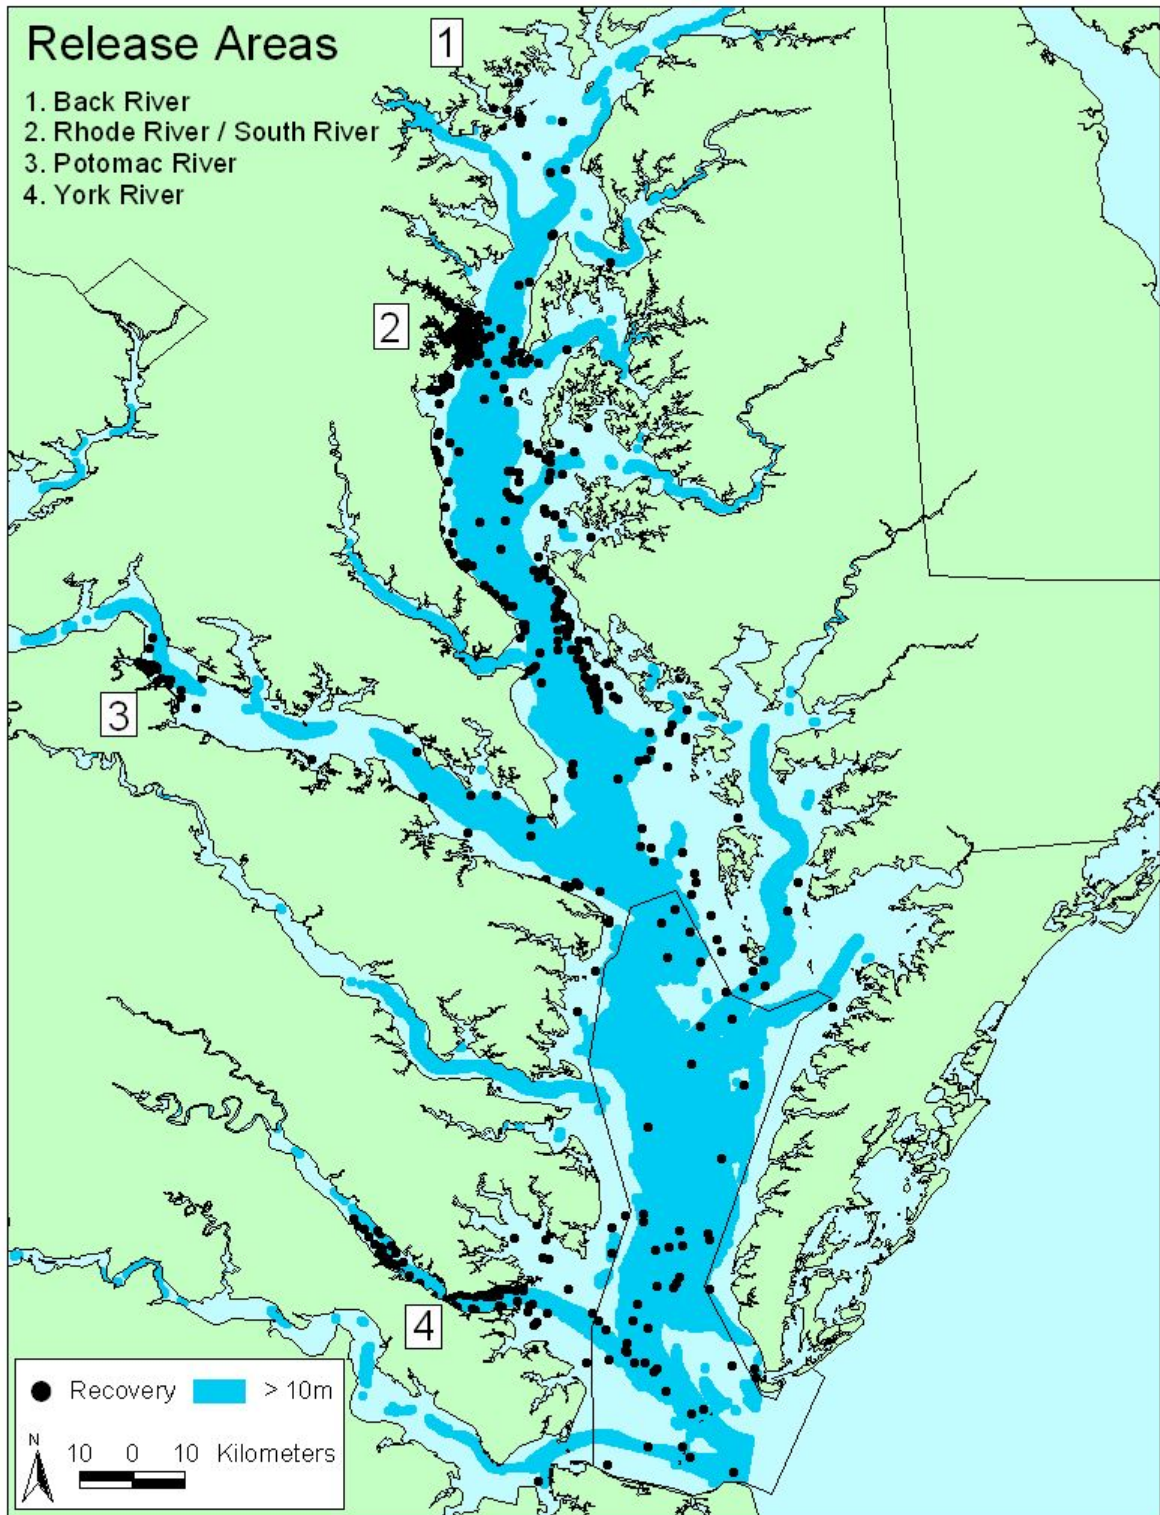 Release Areas
1. Back River
2. Rhode River / South River
3. Potomac River
4. York River
1
2
3
4
Recovery > 10m
N
10 0 10 Kilometers